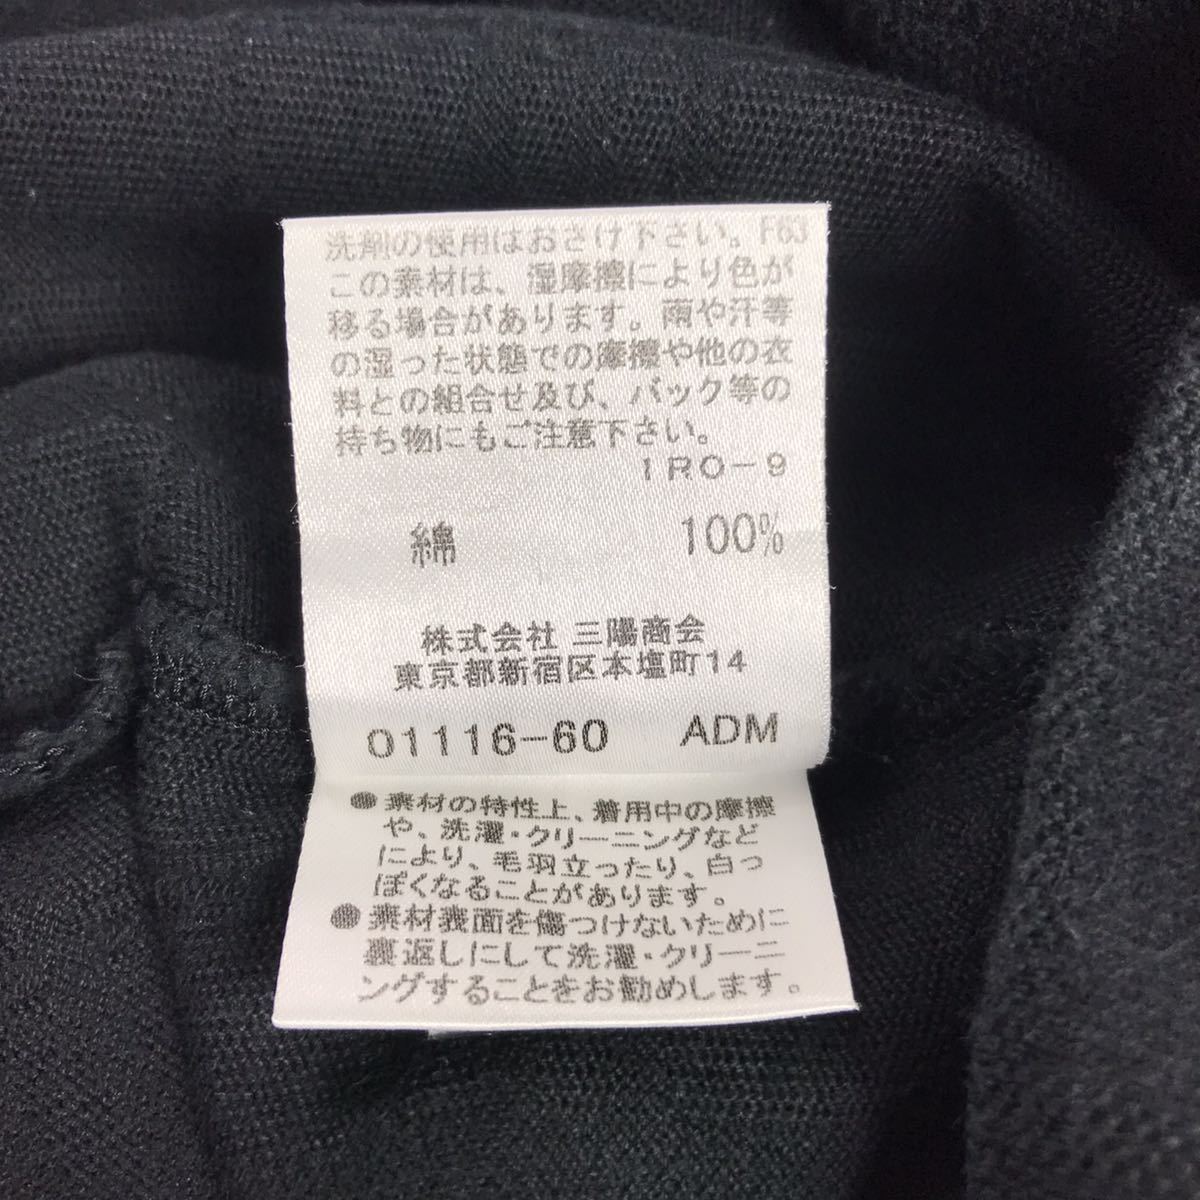 洗剤の使用はおさけ下さい。F63
この素材は、湿摩擦により色が
移る場合があります。雨や汗等
の湿った状態での摩擦や他の衣
料との組合せ及び、バック等の
持ち物にもご注意下さい。
IRO-9
綿 100%
株式会社 三陽商会
東京都新宿区本塩町14
01116-60 ADM
●素材の特性上、着用中の摩擦
や、洗濯・クリーニングなど
により、毛羽立ったり、白っ
ぽくなることがあります。
●素材表面を傷つけないために
裏返しにして洗濯・クリーニ
ングすることをお勧めします。